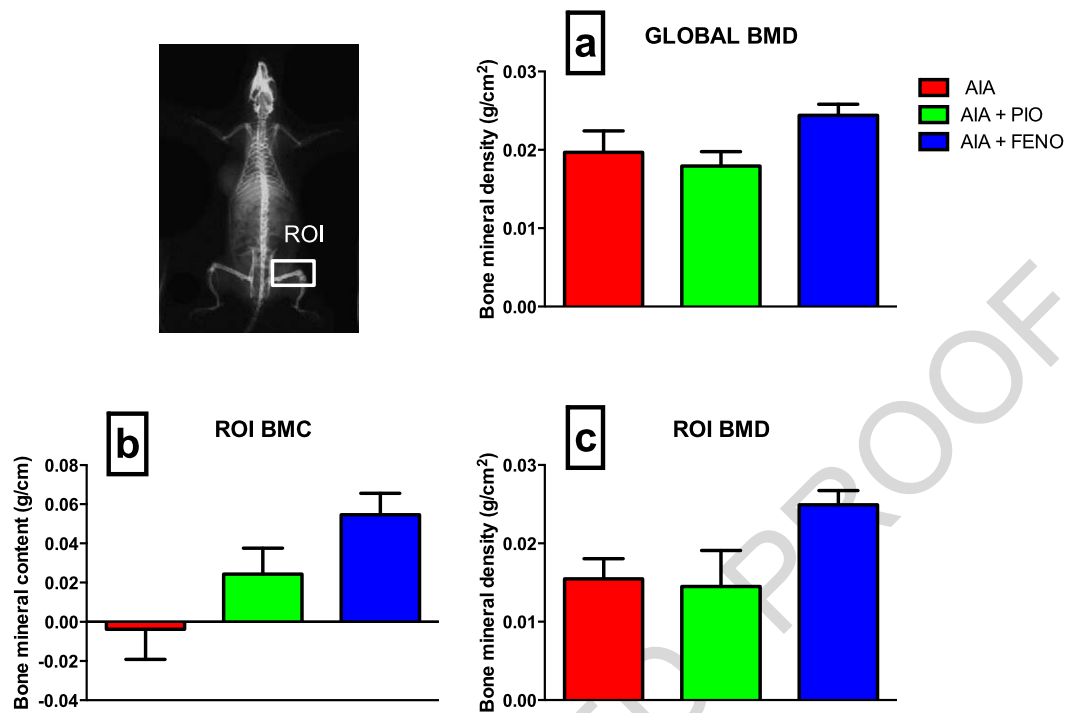 a
GLOBAL BMD
Bone mineral density (g/cm²)
0.03
0.02
0.01
0.00
AIA
AIA + PIO
AIA + FENO
ROI
b
ROI BMC
Bone mineral content (g/cm)
0.08
0.06
0.04
0.02
0.00
-0.02
-0.04
c
ROI BMD
Bone mineral density (g/cm²)
0.03
0.02
0.01
0.00
PROOF